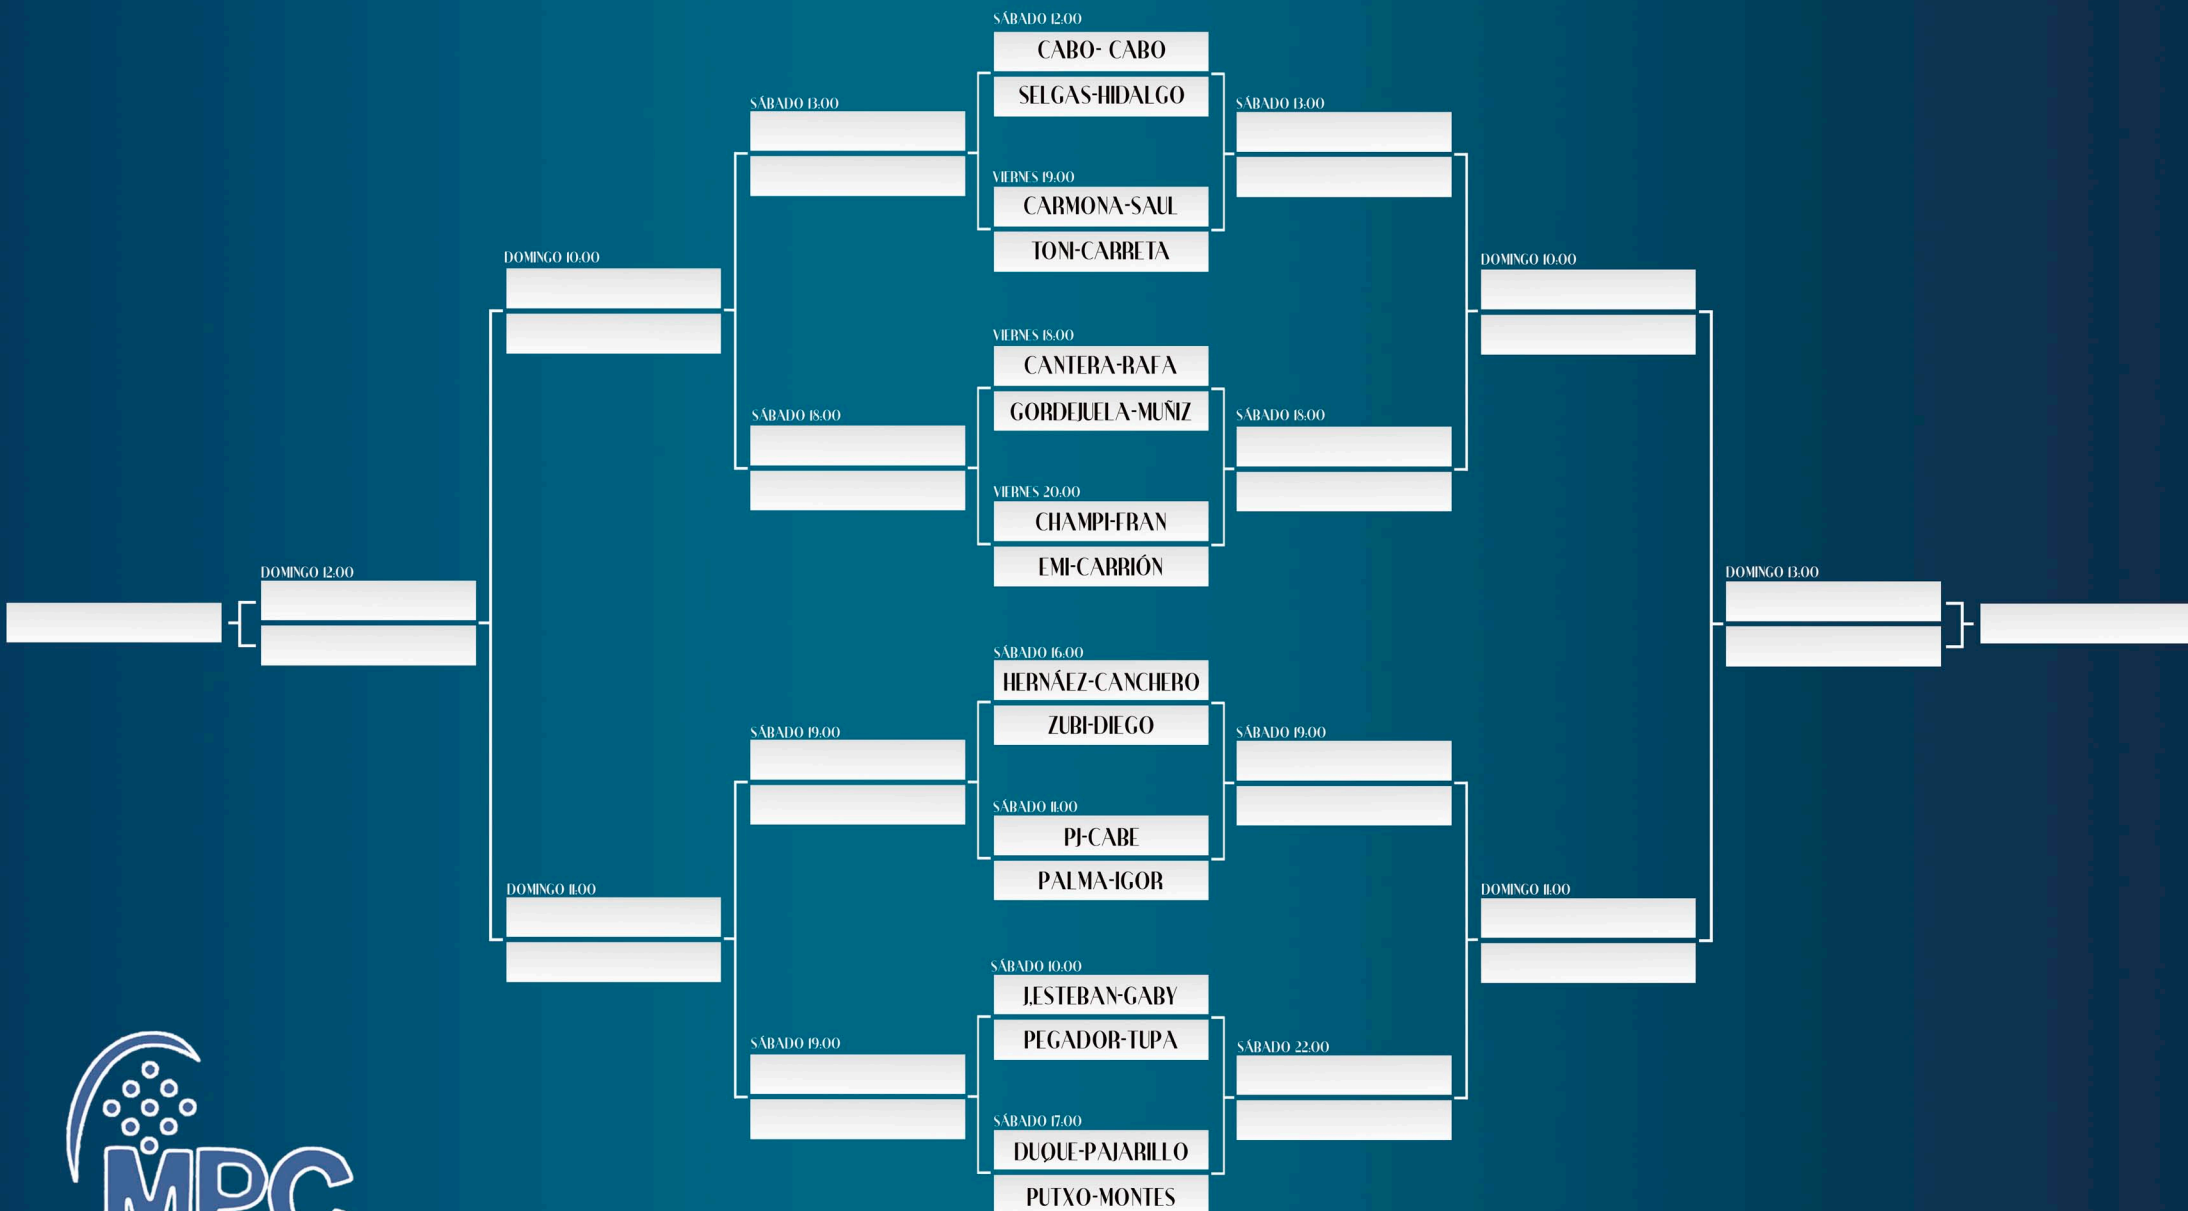 SÁBADO 12:00
CABO- CABO
SELGAS-HIDALGO
SÁBADO 13:00
SÁBADO 13:00
VIERNES 19:00
CARMONA-SAUL
TONI-CARRETA
DOMINGO 10:00
DOMINGO 10:00
VIERNES 18:00
CANTERA-RAFA
GORDEJUELA-MUÑIZ
SÁBADO 18:00
SÁBADO 18:00
VIERNES 20:00
CHAMPI-FRAN
EMI-CARRIÓN
DOMINGO 12:00
DOMINGO 13:00
SÁBADO 16:00
HERNÁEZ-CANCHERO
ZUBI-DIEGO
SÁBADO 19:00
SÁBADO 19:00
SÁBADO 11:00
PJ-CABE
PALMA-IGOR
DOMINGO 11:00
DOMINGO 11:00
SÁBADO 10:00
J,ESTEBAN-GABY
PEGADOR-TUPA
SÁBADO 19:00
SÁBADO 22:00
SÁBADO 17:00
DUQUE-PAJARILLO
PUTXO-MONTES
MPC